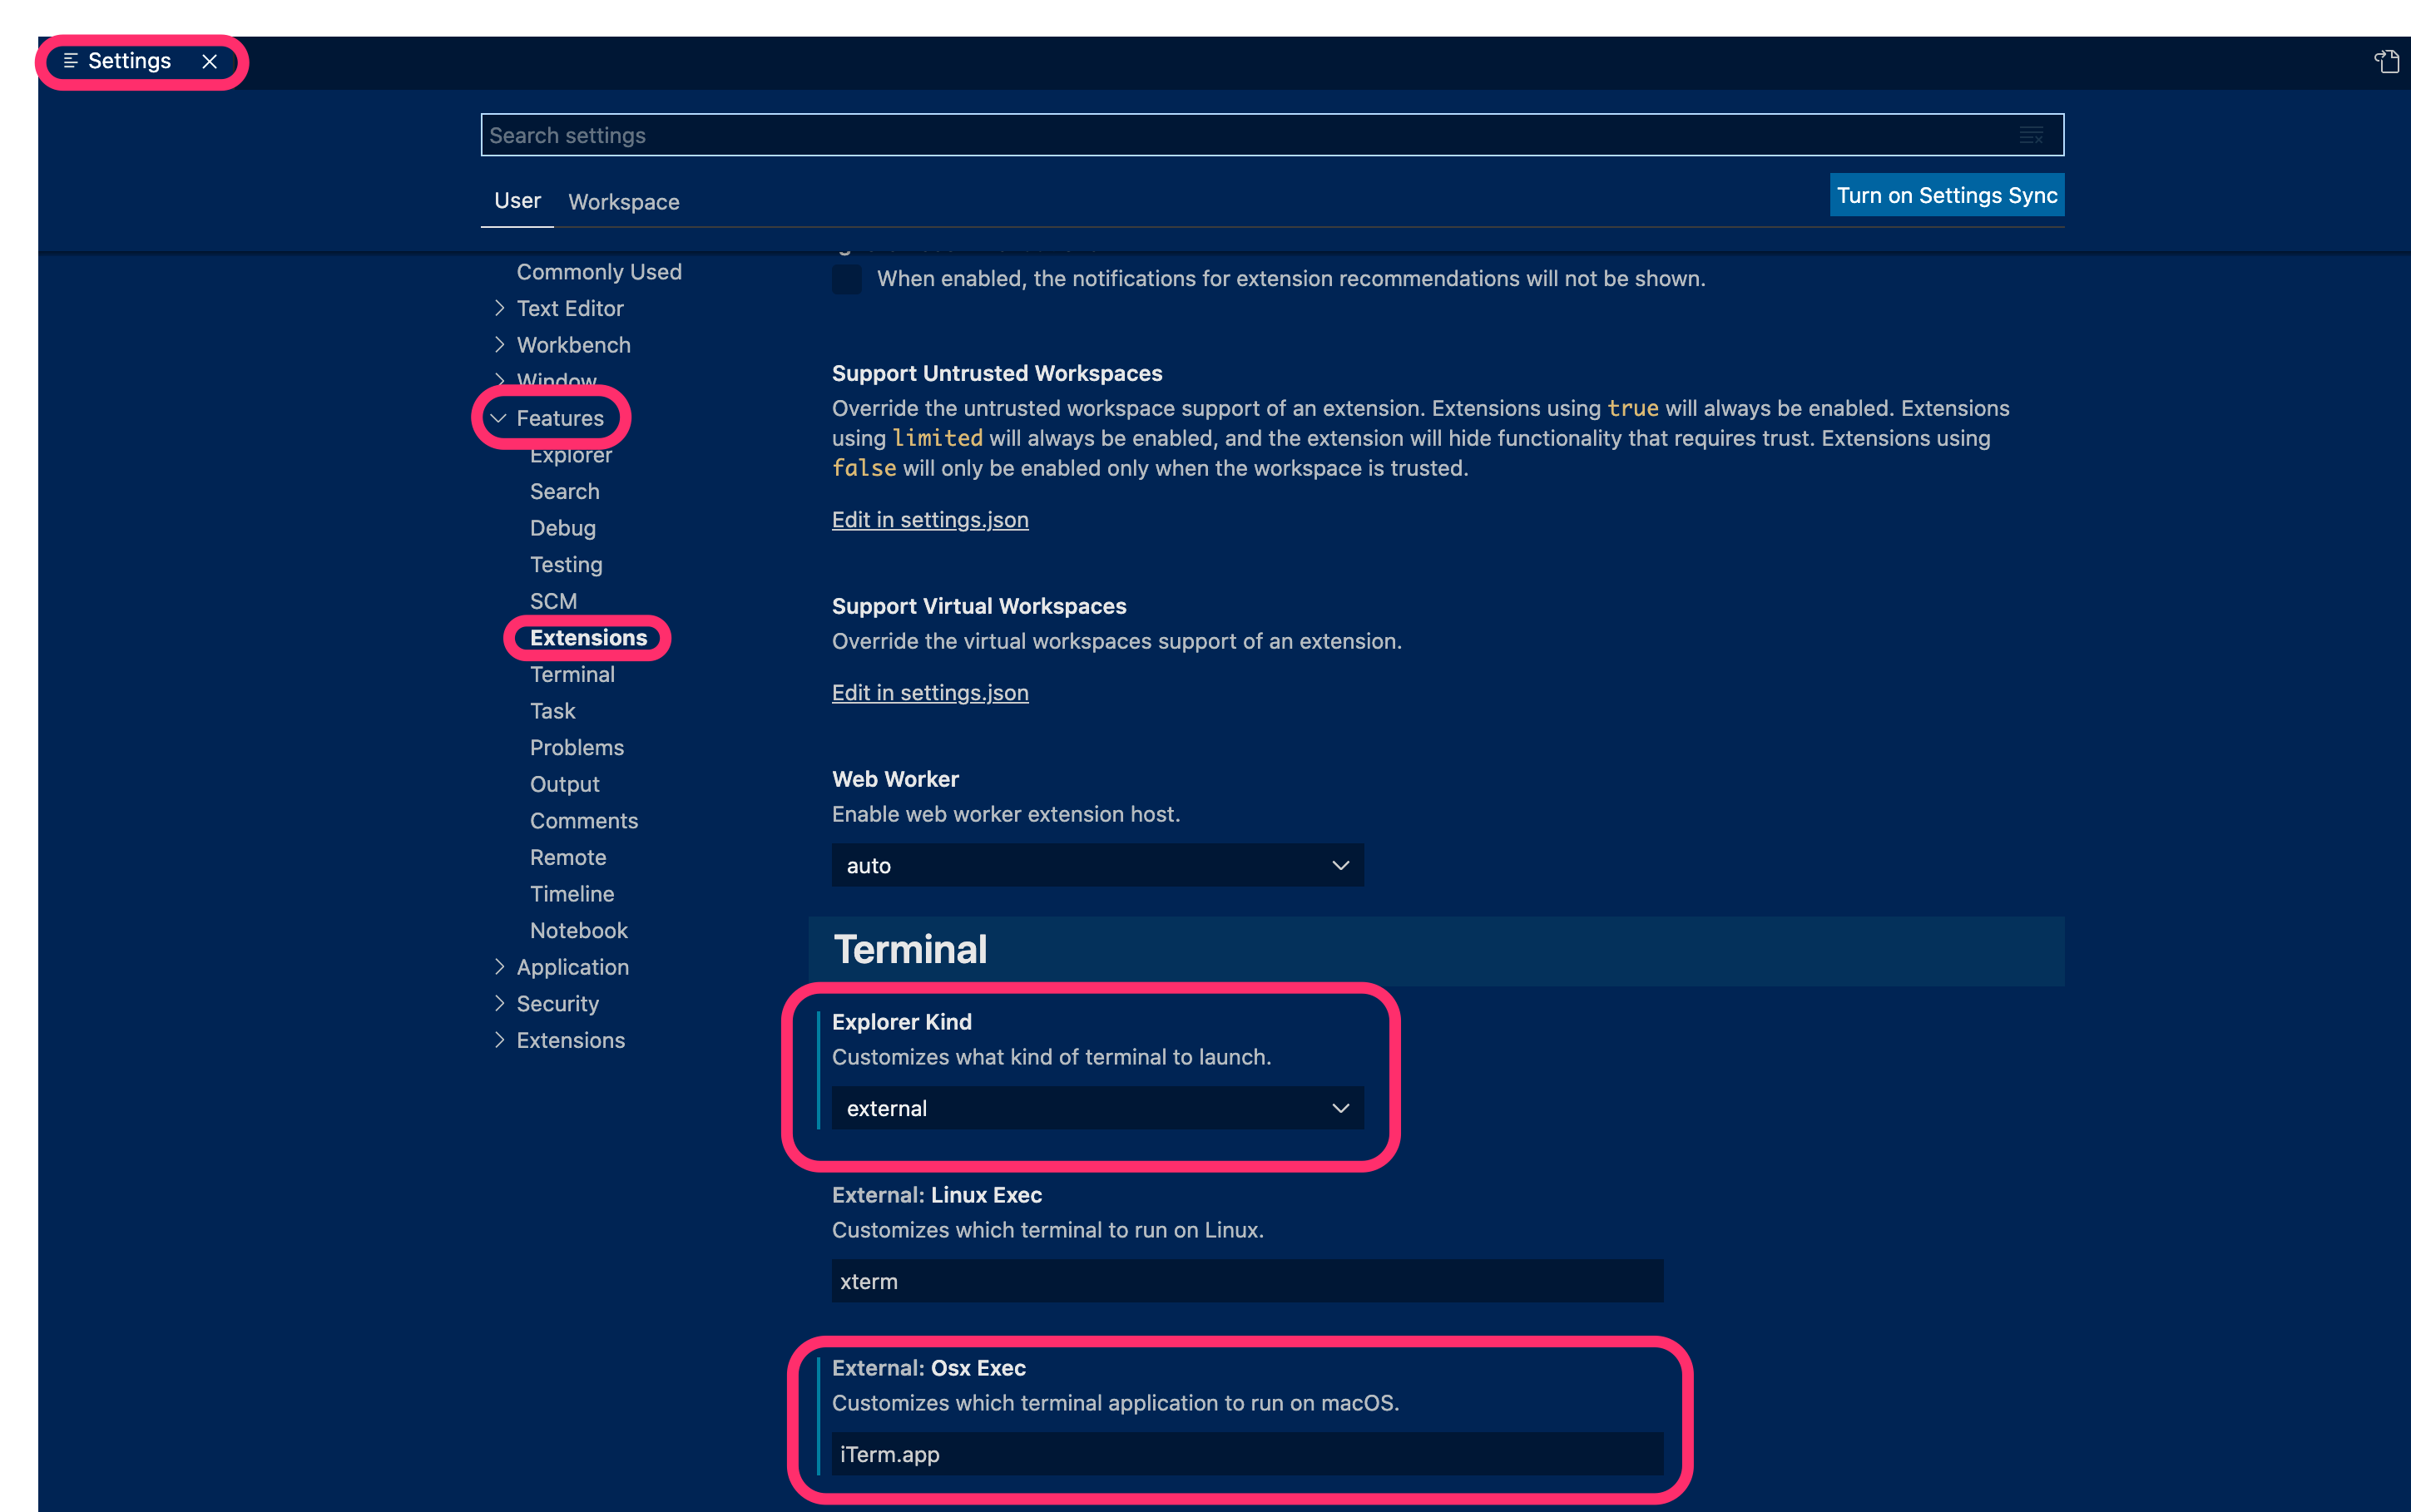 Settings
Search settings
User Workspace
Turn on Settings Sync
Commonly Used
Text Editor
Workbench
Window
Features
Explorer
Search
Debug
Testing
SCM
Extensions
Terminal
Task
Problems
Output
Comments
Remote
Timeline
Notebook
Application
Security
Extensions
When enabled, the notifications for extension recommendations will not be shown.
Support Untrusted Workspaces
Override the untrusted workspace support of an extension. Extensions using true will always be enabled. Extensions
using limited will always be enabled, and the extension will hide functionality that requires trust. Extensions using
false will only be enabled only when the workspace is trusted.
Edit in settings.json
Support Virtual Workspaces
Override the virtual workspaces support of an extension.
Edit in settings.json
Web Worker
Enable web worker extension host.
auto
Terminal
Explorer Kind
Customizes what kind of terminal to launch.
external
External: Linux Exec
Customizes which terminal to run on Linux.
xterm
External: Osx Exec
Customizes which terminal application to run on macOS.
iTerm.app